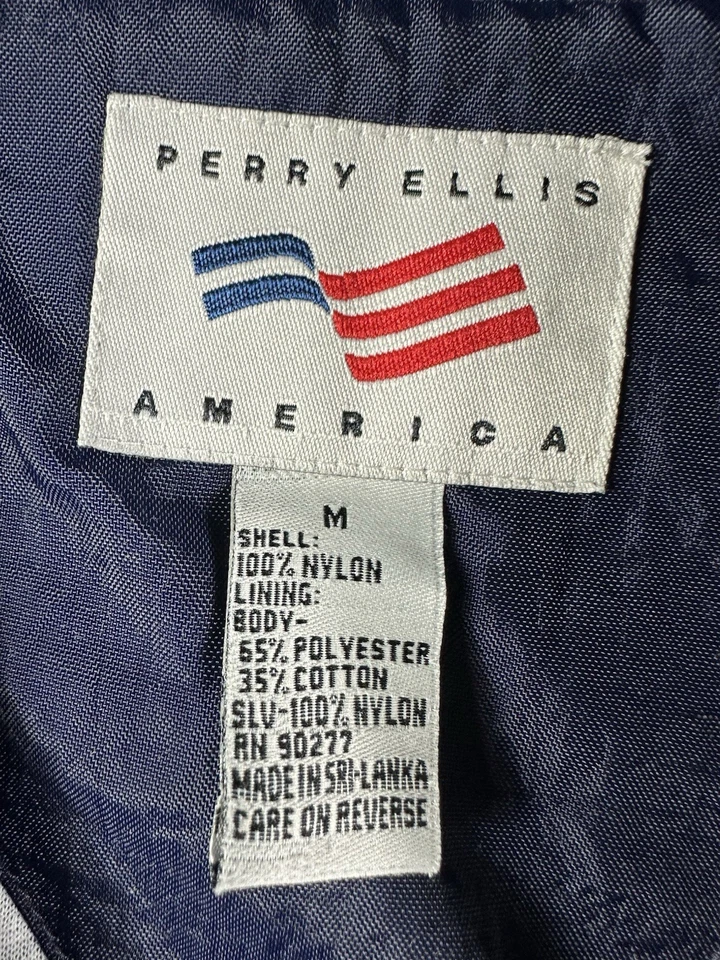 PERRY ELLIS
AMERICA
M
SHELL:
100% NYLON
LINING:
BODY-
65% POLYESTER
35% COTTON
SLV-100% NYLON
RN 90277
MADE IN SRI-LANKA
CARE ON REVERSE